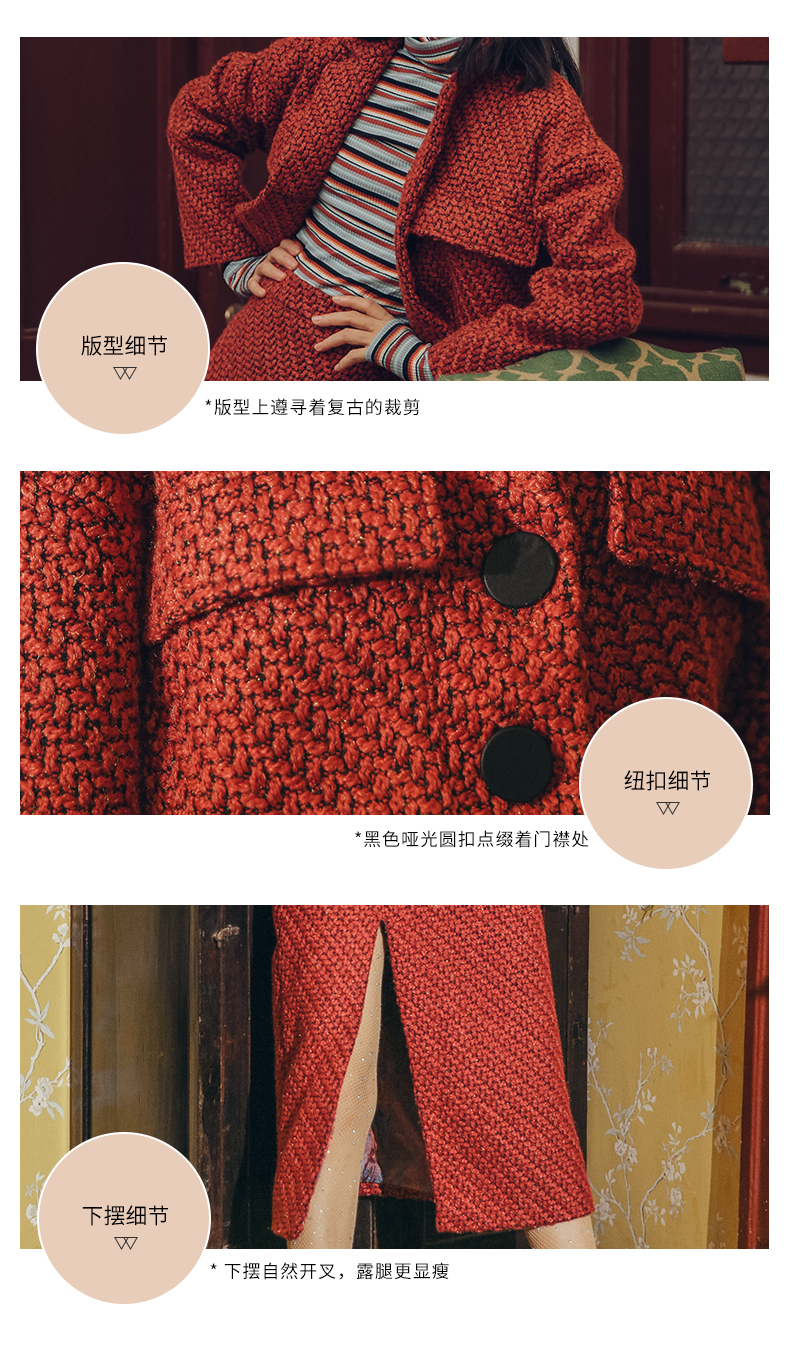 版型细节
*版型上遵寻着复古的裁剪
纽扣细节
*黑色哑光圆扣点缀着门襟处
下摆细节
* 下摆自然开叉，露腿更显瘦